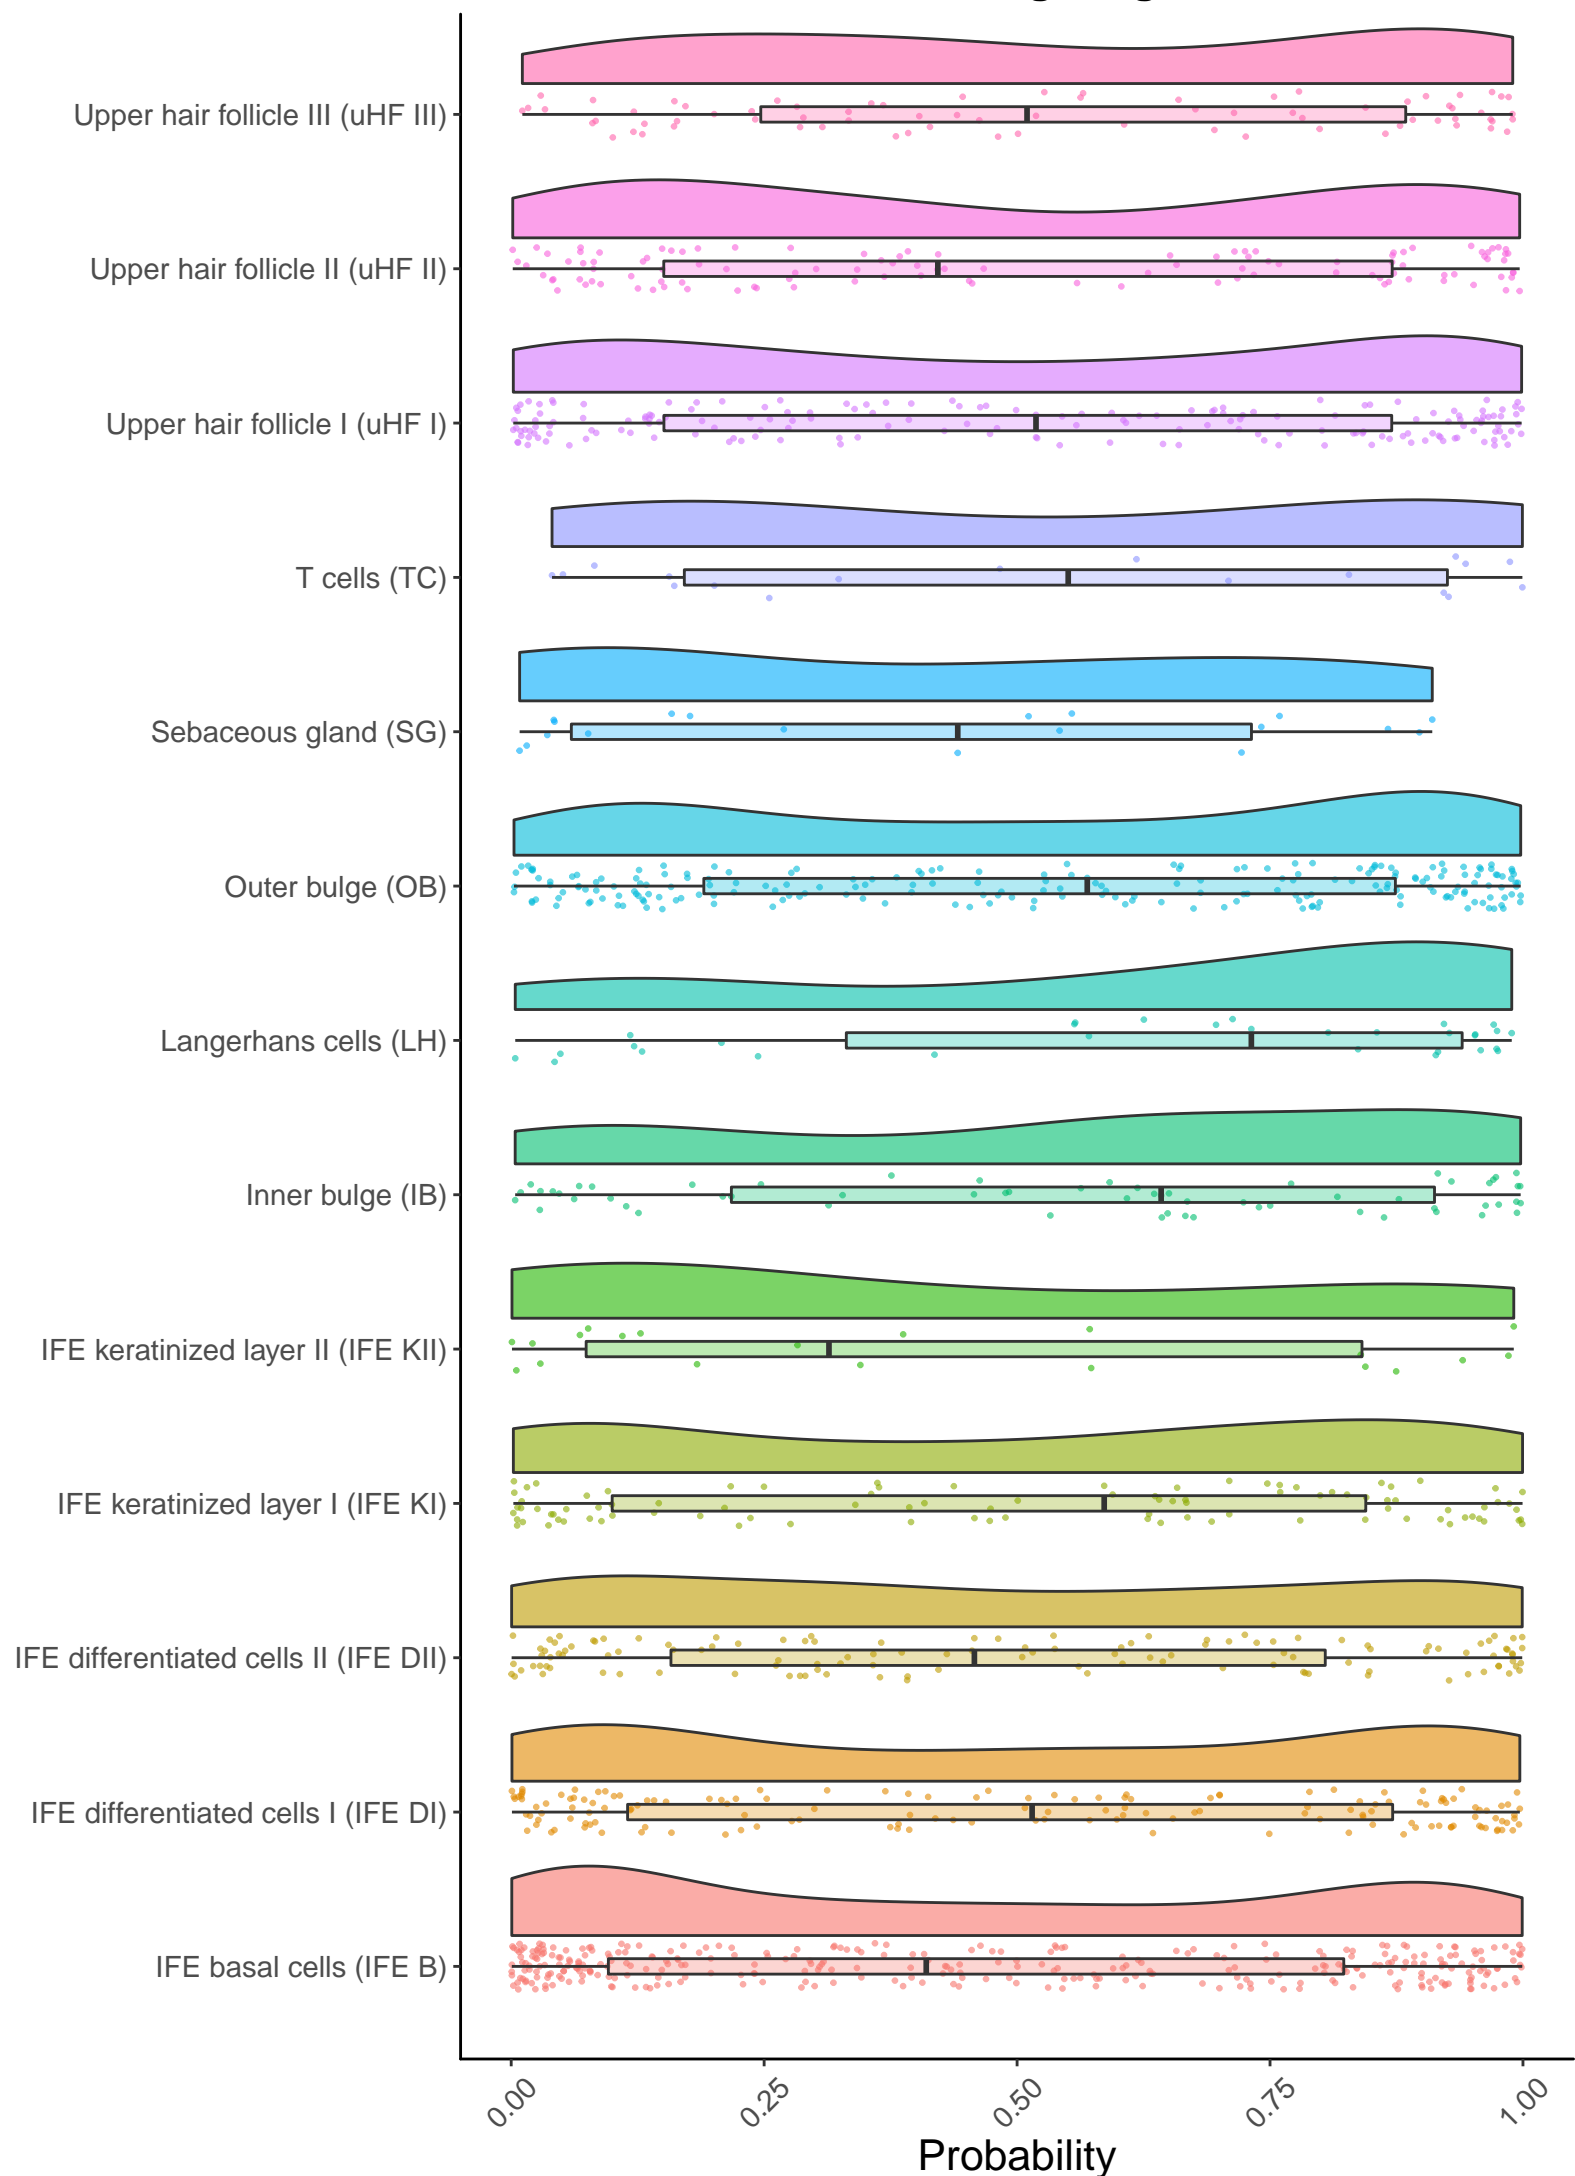 Upper hair follicle III (uHF III)
Upper hair follicle II (uHF II)
Upper hair follicle I (uHF I)
T cells (TC)
Sebaceous gland (SG)
Outer bulge (OB)
Langerhans cells (LH)
Inner bulge (IB)
IFE keratinized layer II (IFE KII)
IFE keratinized layer I (IFE KI)
IFE differentiated cells II (IFE DII)
IFE differentiated cells I (IFE DI)
IFE basal cells (IFE B)
0.00 0.25 0.50 0.75 1.00
Probability